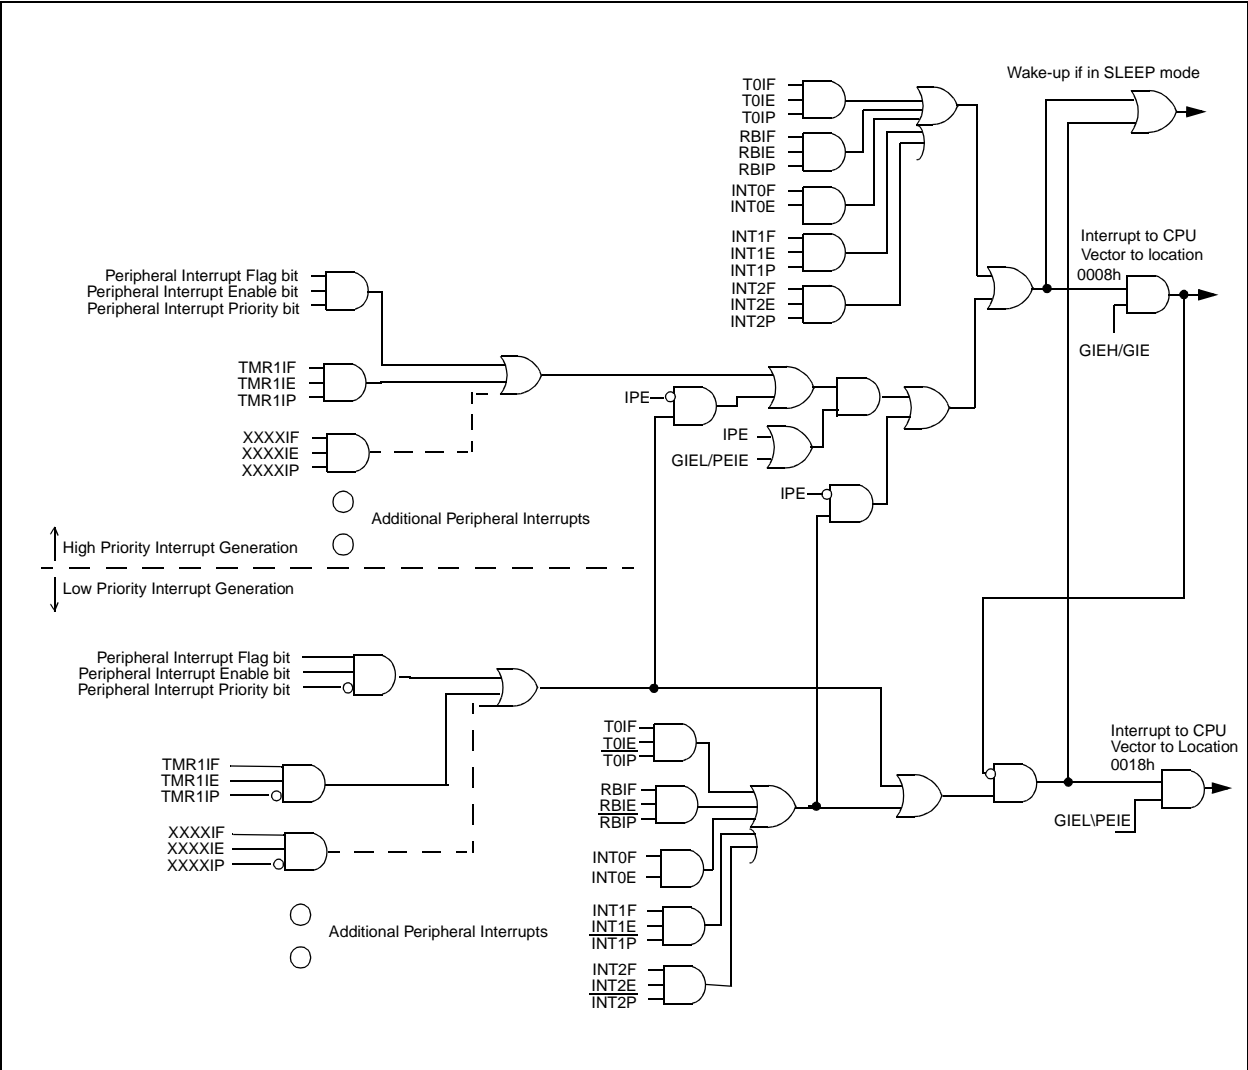 Wake-up if in SLEEP mode
T0IF
T0IE
T0IP
RBIF
RBIE
RBIP
INT0F
INT0E
INT1F
INT1E
INT1P
INT2F
INT2E
INT2P
Interrupt to CPU
Vector to location
0008h
GIEH/GIE
Peripheral Interrupt Flag bit
Peripheral Interrupt Enable bit
Peripheral Interrupt Priority bit
TMR1IF
TMR1IE
TMR1IP
XXXXIF
XXXXIE
XXXXIP
IPE
IPE
GIEL/PEIE
IPE
Additional Peripheral Interrupts
High Priority Interrupt Generation
Low Priority Interrupt Generation
Peripheral Interrupt Flag bit
Peripheral Interrupt Enable bit
Peripheral Interrupt Priority bit
TMR1IF
TMR1IE
TMR1IP
XXXXIF
XXXXIE
XXXXIP
Additional Peripheral Interrupts
T0IF
T0IE
T0IP
RBIF
RBIE
RBIP
INT0F
INT0E
INT1F
INT1E
INT1P
INT2F
INT2E
INT2P
Interrupt to CPU
Vector to Location
0018h
GIEL\PEIE